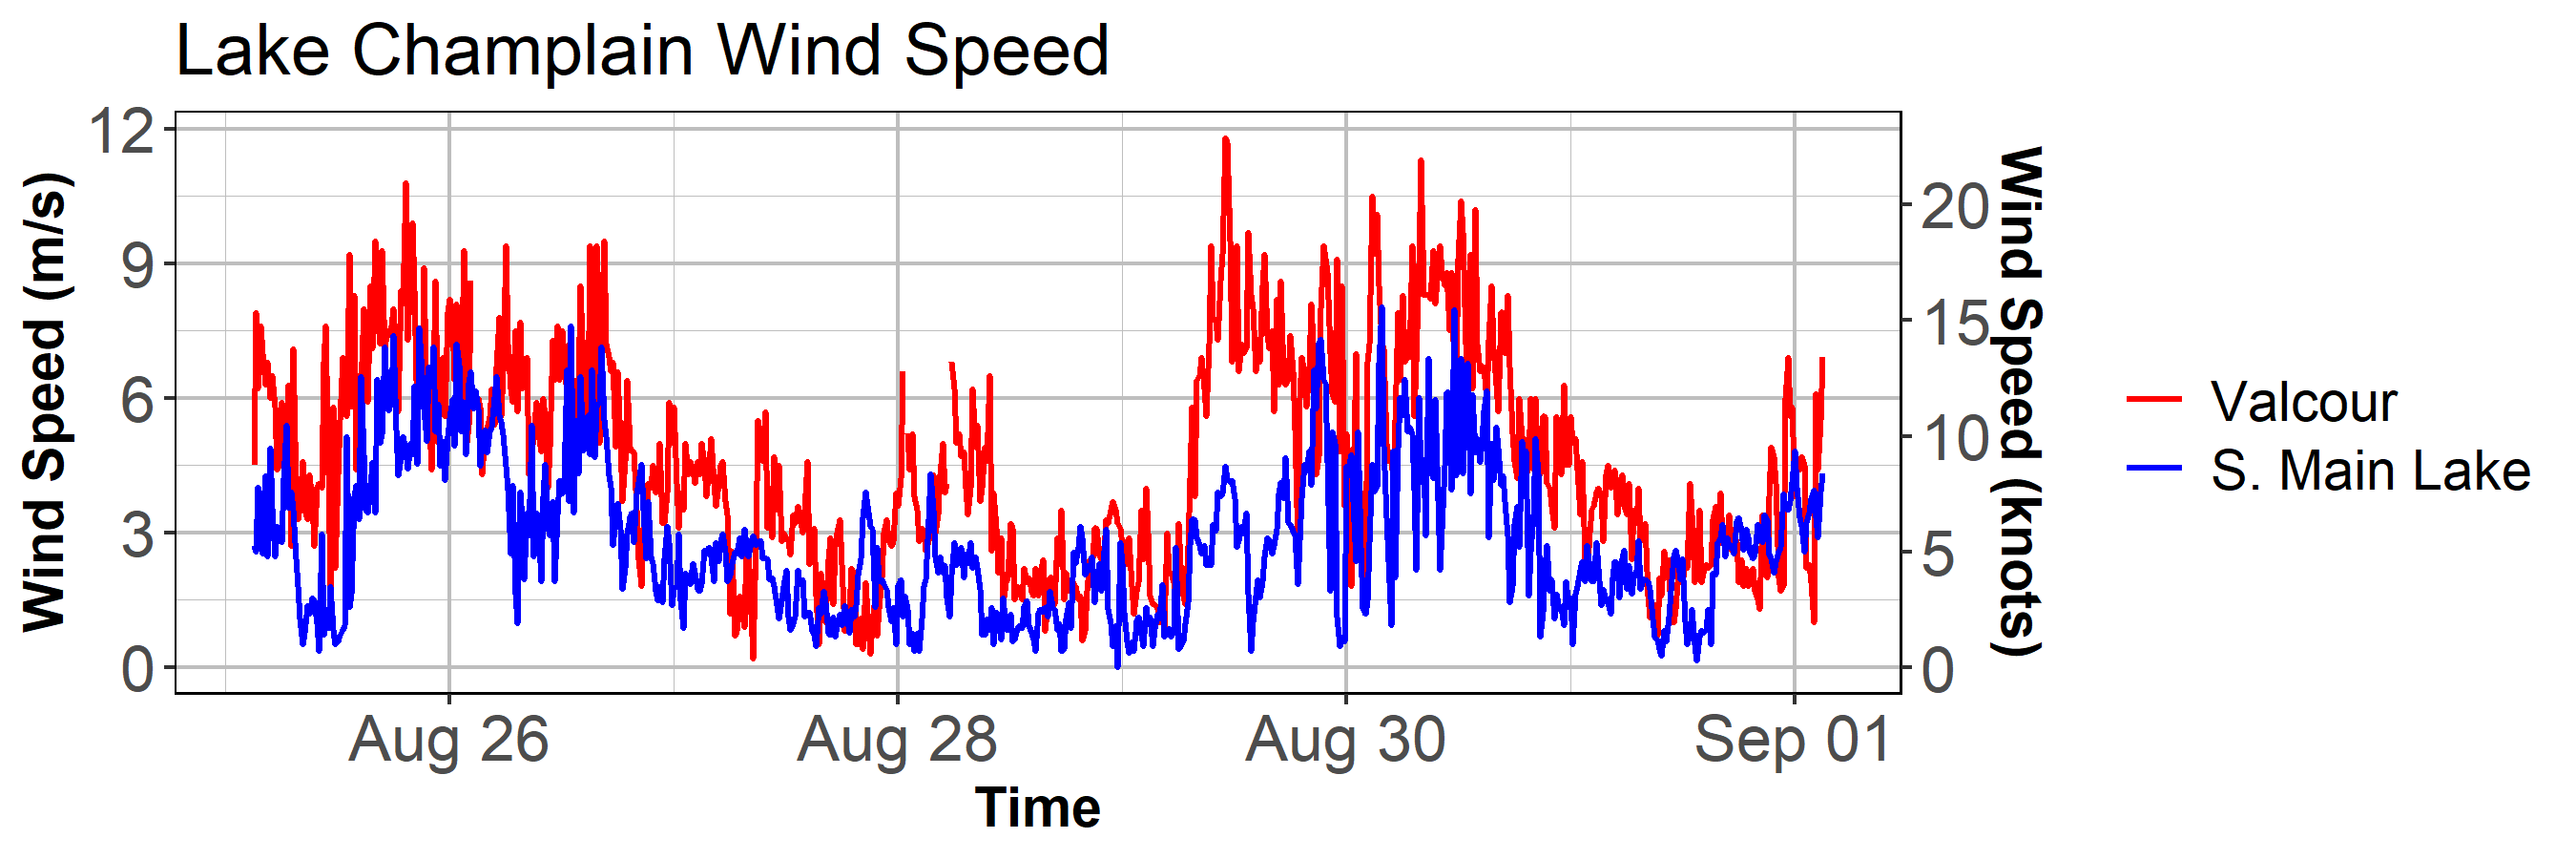 Lake Champlain Wind Speed
Wind Speed (m/s)
12
9
6
3
0
20
15
10
5
0
Wind Speed (knots)
Aug 26
Aug 28
Aug 30
Sep 01
Time
Valcour
S. Main Lake